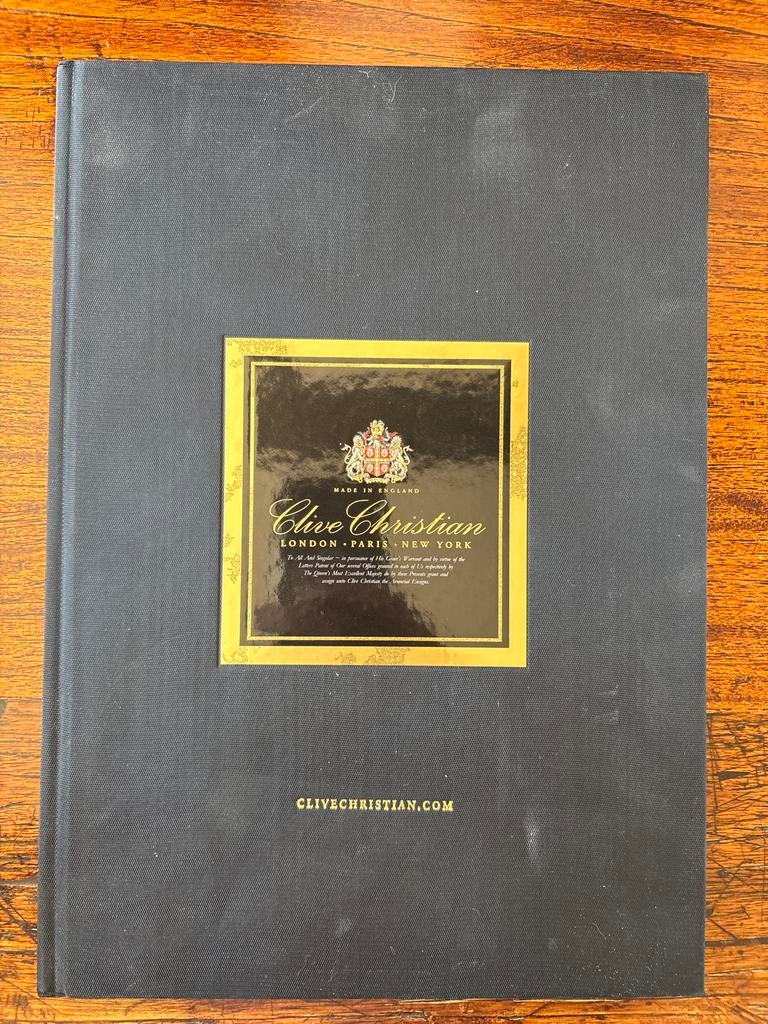 MADE IN ENGLAND
Clive Christian
LONDON • PARIS • NEW YORK
To All And Singular ~ in pursuance of His Grace's Warrant and by virtue of the
Letters Patent of Our several Offices granted to each of Us respectively by
The Queen's Most Excellent Majesty do by these Presents grant and
assign unto Clive Christian the Armorial Ensigns.
CLIVECHRISTIAN.COM